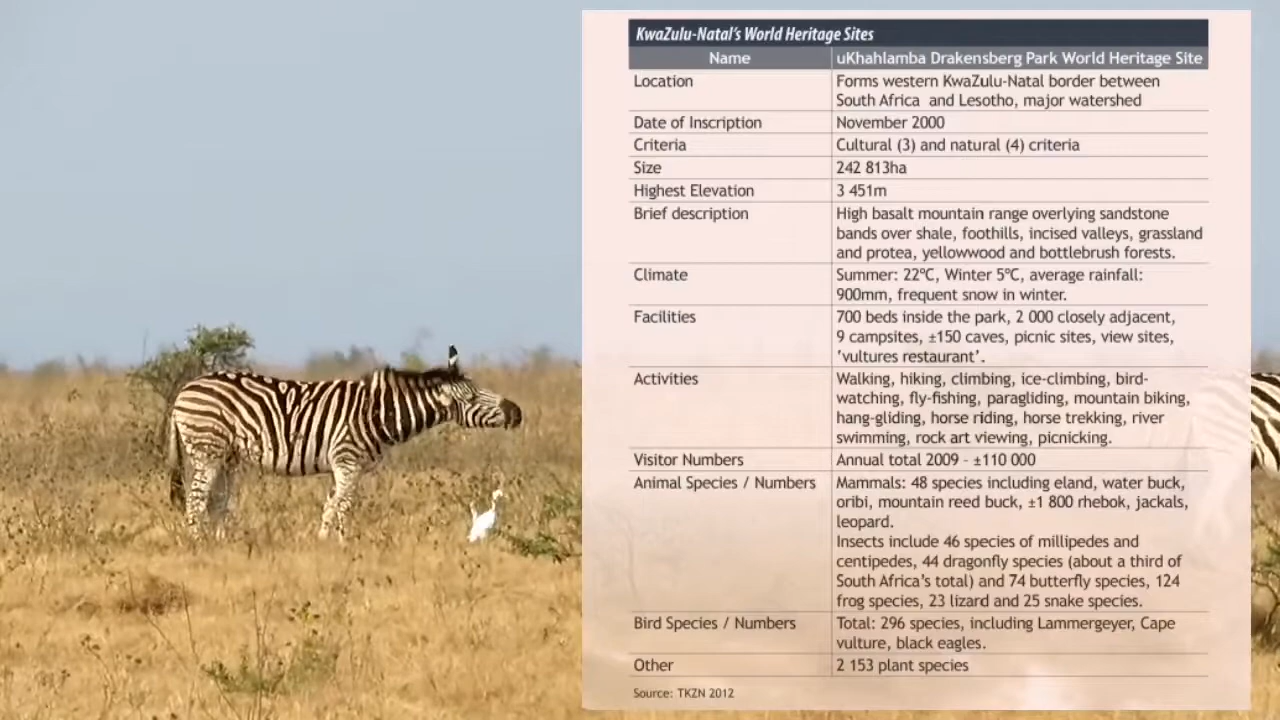 KwaZulu-Natal's World Heritage Sites
Name uKhahlamba Drakensberg Park World Heritage Site
Location Forms western KwaZulu-Natal border between
South Africa and Lesotho, major watershed
Date of Inscription November 2000
Criteria Cultural (3) and natural (4) criteria
Size 242 813ha
Highest Elevation 3 451m
Brief description High basalt mountain range overlying sandstone
bands over shale, foothills, incised valleys, grassland
and protea, yellowwood and bottlebrush forests.
Climate Summer: 22°C, Winter 5°C, average rainfall:
900mm, frequent snow in winter.
Facilities 700 beds inside the park, 2 000 closely adjacent,
9 campsites, ±150 caves, picnic sites, view sites,
'vultures restaurant'.
Activities Walking, hiking, climbing, ice-climbing, bird-
watching, fly-fishing, paragliding, mountain biking,
hang-gliding, horse riding, horse trekking, river
swimming, rock art viewing, picnicking.
Visitor Numbers Annual total 2009 - ±110 000
Animal Species / Numbers Mammals: 48 species including eland, water buck,
oribi, mountain reed buck, ±1 800 rhebok, jackals,
leopard.
Insects include 46 species of millipedes and
centipedes, 44 dragonfly species (about a third of
South Africa's total) and 74 butterfly species, 124
frog species, 23 lizard and 25 snake species.
Bird Species / Numbers Total: 296 species, including Lammergeyer, Cape
vulture, black eagles.
Other 2 153 plant species
Source: TKZN 2012